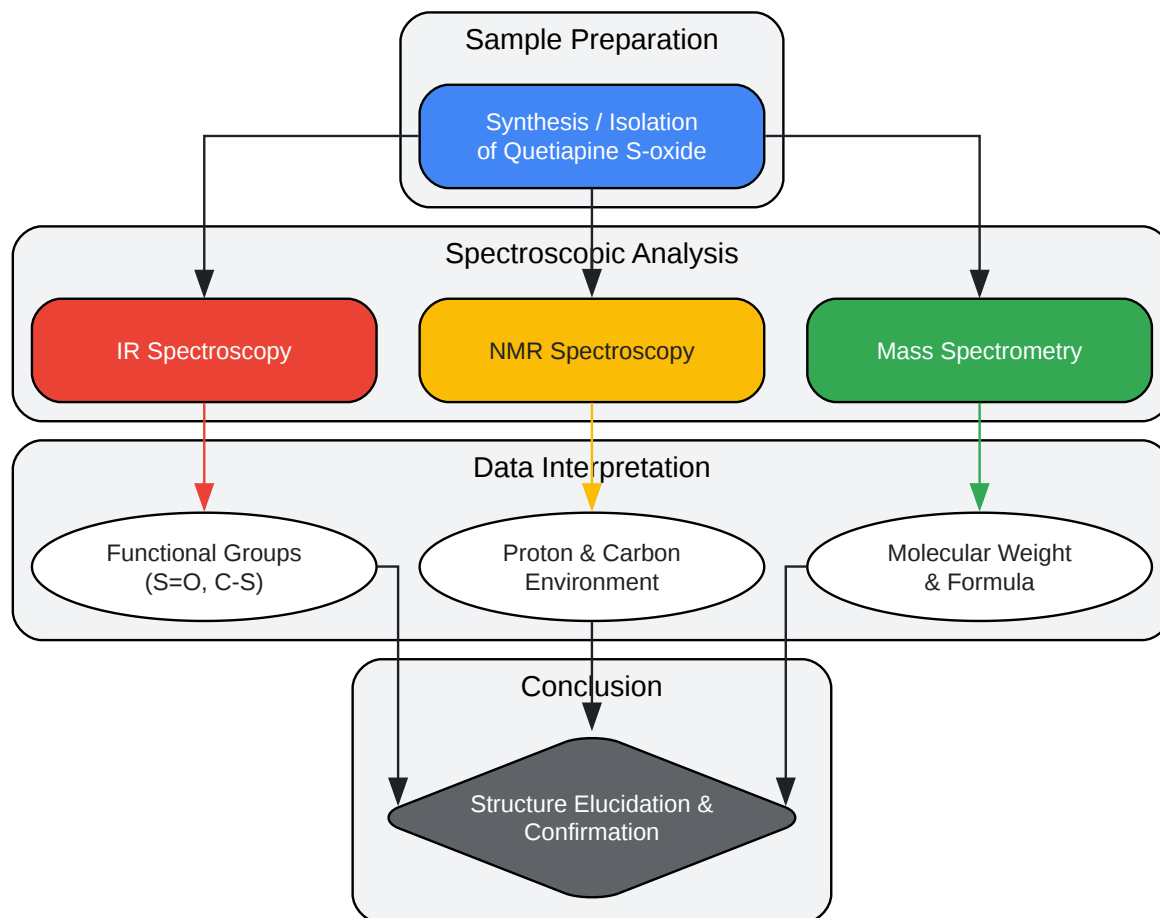 Sample Preparation
Synthesis / Isolation
of Quetiapine S-oxide
Spectroscopic Analysis
IR Spectroscopy
NMR Spectroscopy
Mass Spectrometry
Data Interpretation
Functional Groups
(S=O, C-S)
Proton & Carbon
Environment
Molecular Weight
& Formula
Conclusion
Structure Elucidation &
Confirmation